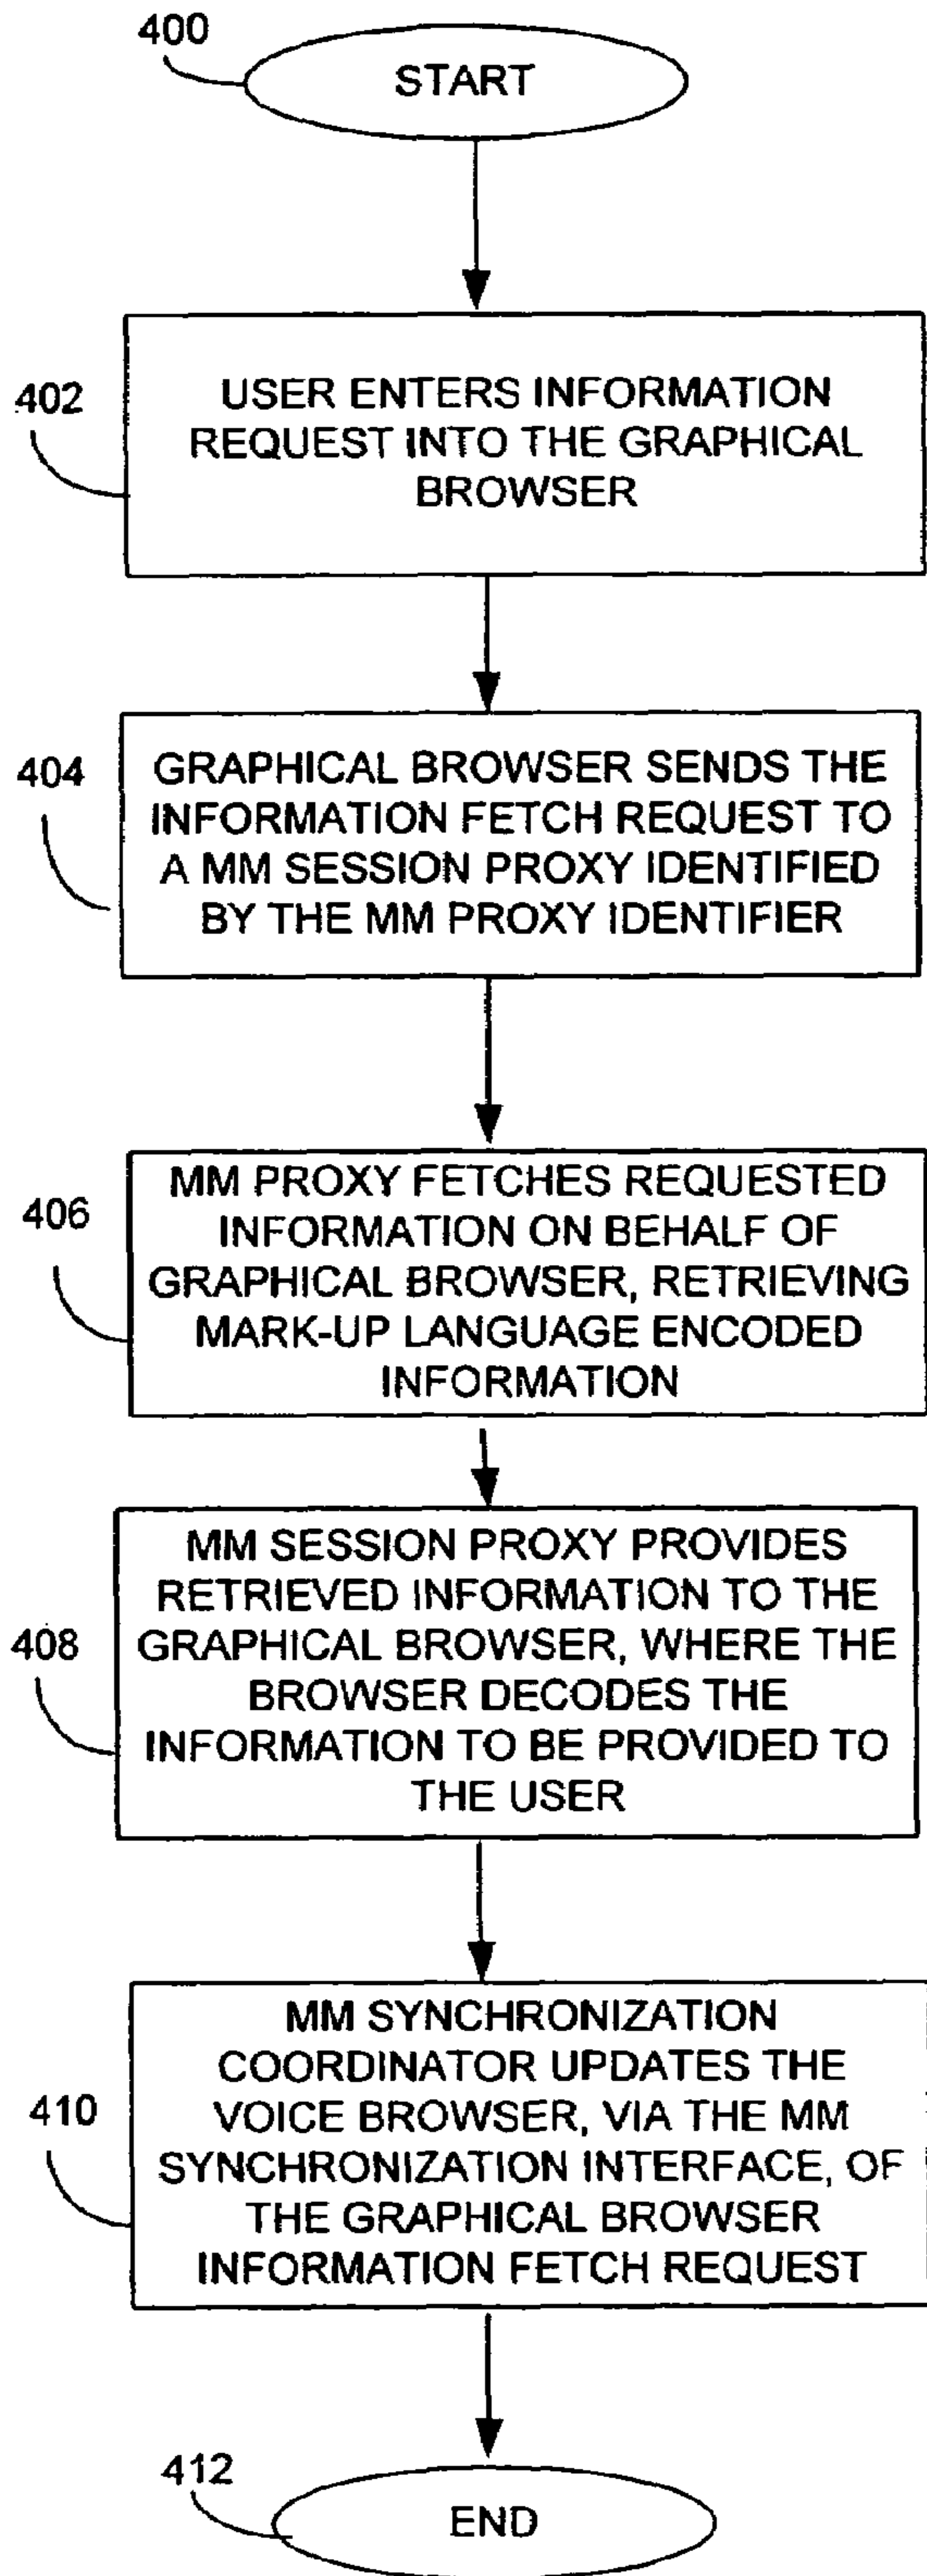 400
START
402
USER ENTERS INFORMATION
REQUEST INTO THE GRAPHICAL
BROWSER
404
GRAPHICAL BROWSER SENDS THE
INFORMATION FETCH REQUEST TO
A MM SESSION PROXY IDENTIFIED
BY THE MM PROXY IDENTIFIER
406
MM PROXY FETCHES REQUESTED
INFORMATION ON BEHALF OF
GRAPHICAL BROWSER, RETRIEVING
MARK-UP LANGUAGE ENCODED
INFORMATION
408
MM SESSION PROXY PROVIDES
RETRIEVED INFORMATION TO THE
GRAPHICAL BROWSER, WHERE THE
BROWSER DECODES THE
INFORMATION TO BE PROVIDED TO
THE USER
410
MM SYNCHRONIZATION
COORDINATOR UPDATES THE
VOICE BROWSER, VIA THE MM
SYNCHRONIZATION INTERFACE, OF
THE GRAPHICAL BROWSER
INFORMATION FETCH REQUEST
412
END